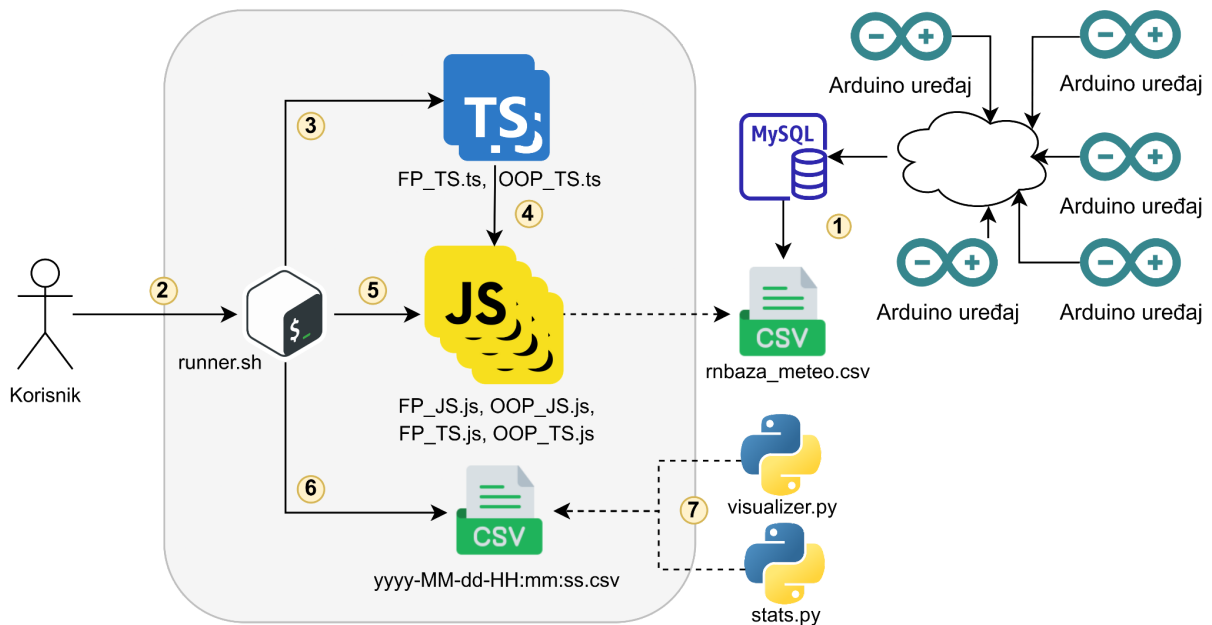 Arduino uređaj
Arduino uređaj
3
TS
TS
MySQL
FP_TS.ts, OOP_TS.ts
4
1
Arduino uređaj
2
5
JS
$_
CSV
Arduino uređaj
Arduino uređaj
runner.sh
rnbaza_meteo.csv
Korisnik
FP_JS.js, OOP_JS.js,
FP_TS.js, OOP_TS.js
6
CSV
7
visualizer.py
yyyy-MM-dd-HH:mm:ss.csv
stats.py